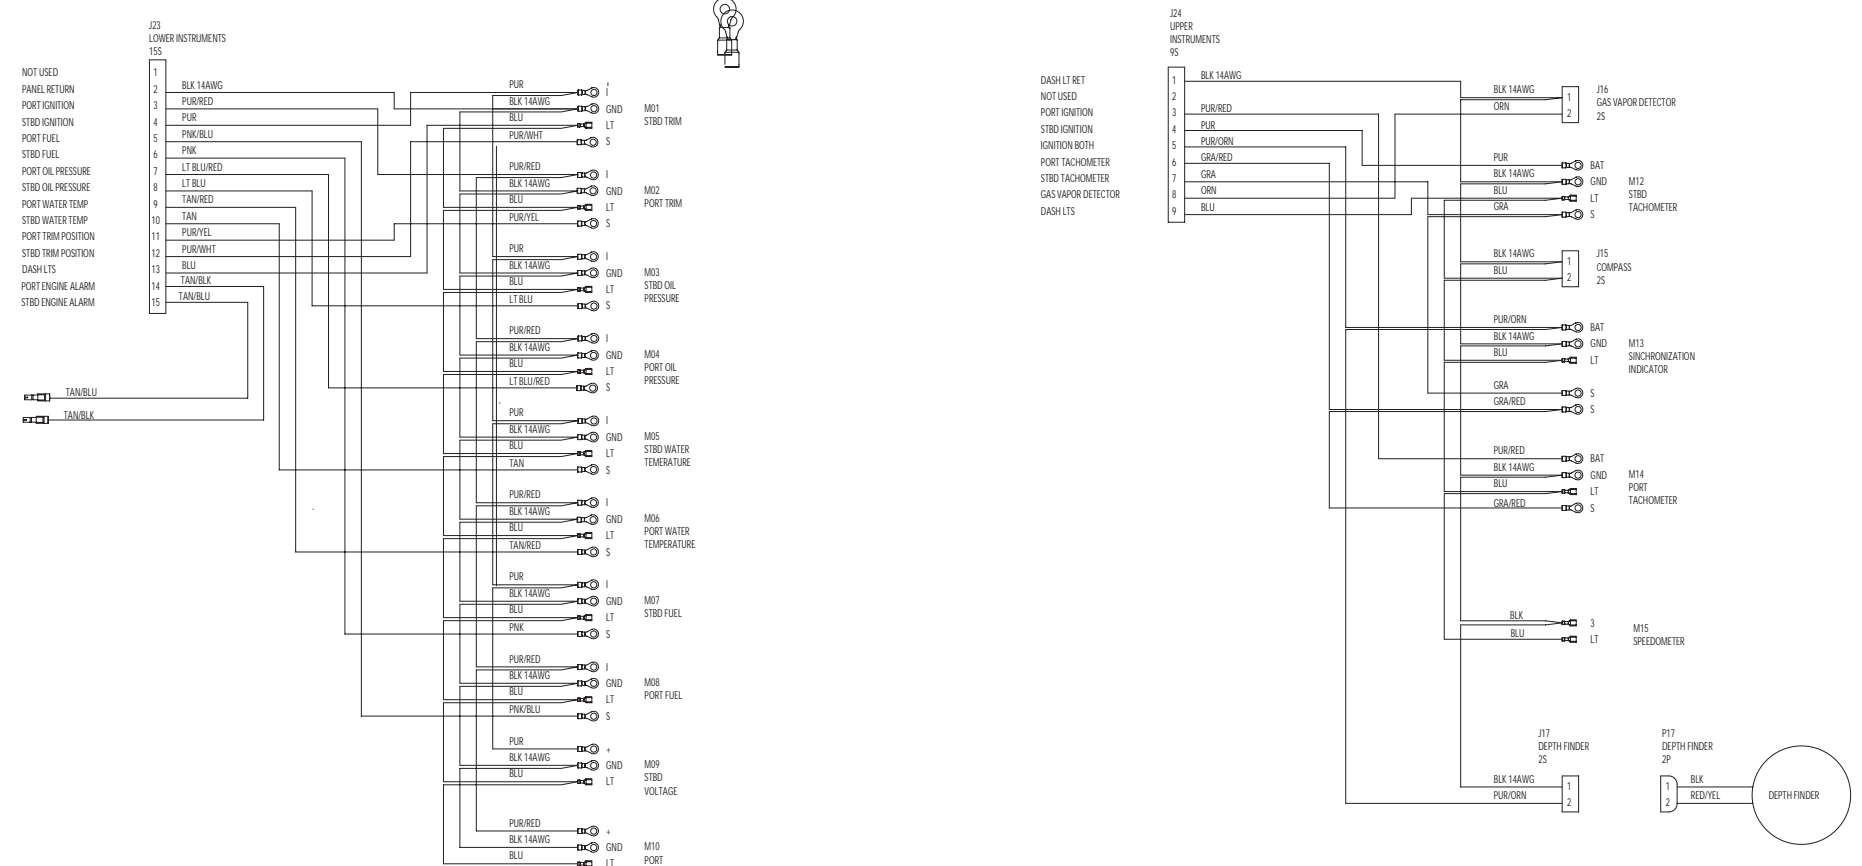 J23
LOWER INSTRUMENTS
15S
NOT USED
PANEL RETURN
PORT IGNITION
STBD IGNITION
PORT FUEL
STBD FUEL
PORT OIL PRESSURE
STBD OIL PRESSURE
PORT WATER TEMP
STBD WATER TEMP
PORT TRIM POSITION
STBD TRIM POSITION
DASH LTS
PORT ENGINE ALARM
STBD ENGINE ALARM
1
2
3
4
5
6
7
8
9
10
11
12
13
14
15
BLK 14AWG
PUR/RED
PUR
PNK/BLU
PNK
LT BLU/RED
LT BLU
TAN/RED
TAN
PUR/YEL
PUR/WHT
BLU
TAN/BLK
TAN/BLU
TAN/BLU
TAN/BLK
PUR I
BLK 14AWG GND
BLU LT
PUR/WHT S
M01
STBD TRIM
PUR/RED I
BLK 14AWG GND
BLU LT
PUR/YEL S
M02
PORT TRIM
PUR I
BLK 14AWG GND
BLU LT
LT BLU S
M03
STBD OIL
PRESSURE
PUR/RED I
BLK 14AWG GND
BLU LT
LT BLU/RED S
M04
PORT OIL
PRESSURE
PUR I
BLK 14AWG GND
BLU LT
TAN S
M05
STBD WATER
TEMERATURE
PUR/RED I
BLK 14AWG GND
BLU LT
TAN/RED S
M06
PORT WATER
TEMPERATURE
PUR I
BLK 14AWG GND
BLU LT
PNK S
M07
STBD FUEL
PUR/RED I
BLK 14AWG GND
BLU LT
PNK/BLU S
M08
PORT FUEL
PUR +
BLK 14AWG GND
BLU LT
M09
STBD
VOLTAGE
PUR/RED +
BLK 14AWG GND
BLU LT
M10
PORT
J24
UPPER
INSTRUMENTS
9S
DASH LT RET
NOT USED
PORT IGNITION
STBD IGNITION
IGNITION BOTH
PORT TACHOMETER
STBD TACHOMETER
GAS VAPOR DETECTOR
DASH LTS
1
2
3
4
5
6
7
8
9
BLK 14AWG
PUR/RED
PUR
PUR/ORN
GRA/RED
GRA
ORN
BLU
BLK 14AWG 1
ORN 2
J16
GAS VAPOR DETECTOR
2S
PUR BAT
BLK 14AWG GND
BLU LT
GRA S
M12
STBD
TACHOMETER
BLK 14AWG 1
BLU 2
J15
COMPASS
2S
PUR/ORN BAT
BLK 14AWG GND
BLU LT
GRA S
GRA/RED S
M13
SINCHRONIZATION
INDICATOR
PUR/RED BAT
BLK 14AWG GND
BLU LT
GRA/RED S
M14
PORT
TACHOMETER
BLK 3
BLU LT
M15
SPEEDOMETER
J17
DEPTH FINDER
2S
BLK 14AWG 1
PUR/ORN 2
P17
DEPTH FINDER
2P
1 BLK
2 RED/YEL
DEPTH FINDER